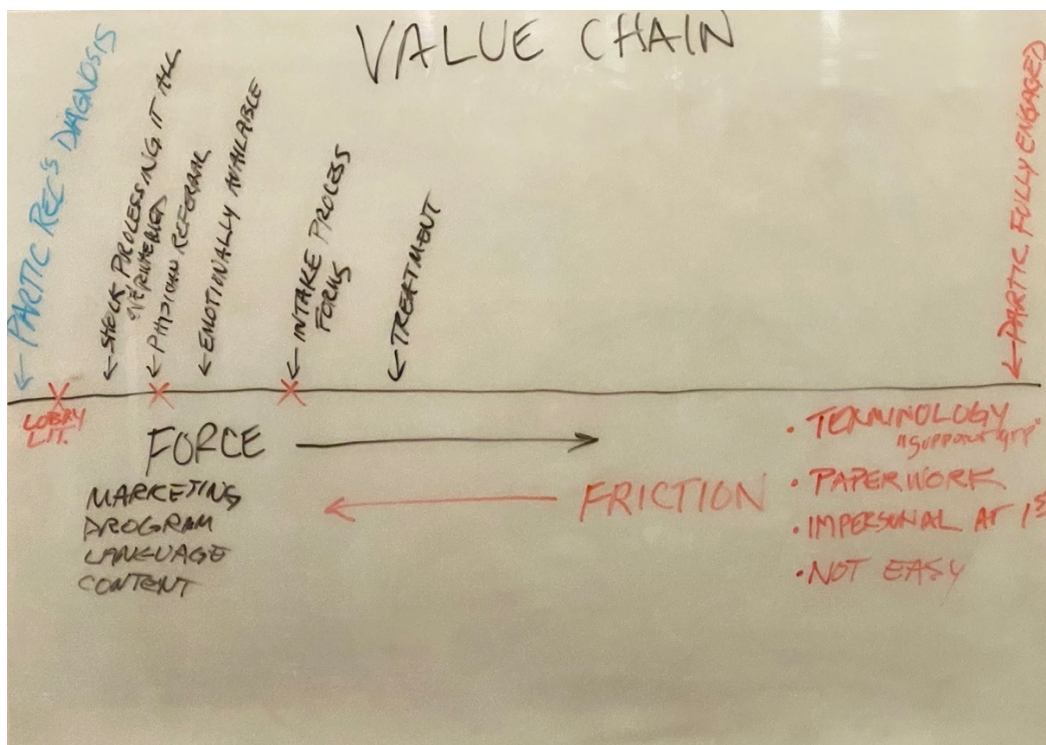 VALUE CHAIN
← PARTIC REC'S DIAGNOSIS
← SHOCK PROCESSING IT ALL
← PHYSICIAN REFERRAL
← EMOTIONALLY AVAILABLE
← INTAKE PROCESS
FORMS
← TREATMENT
← PARTIC. FULLY ENGAGED
LOBBY
LIT.
FORCE
MARKETING
PROGRAM
LANGUAGE
CONTENT
FRICTION
• TERMINOLOGY
"SUPPORT GRP"
• PAPERWORK
• IMPERSONAL AT 1ST
• NOT EASY